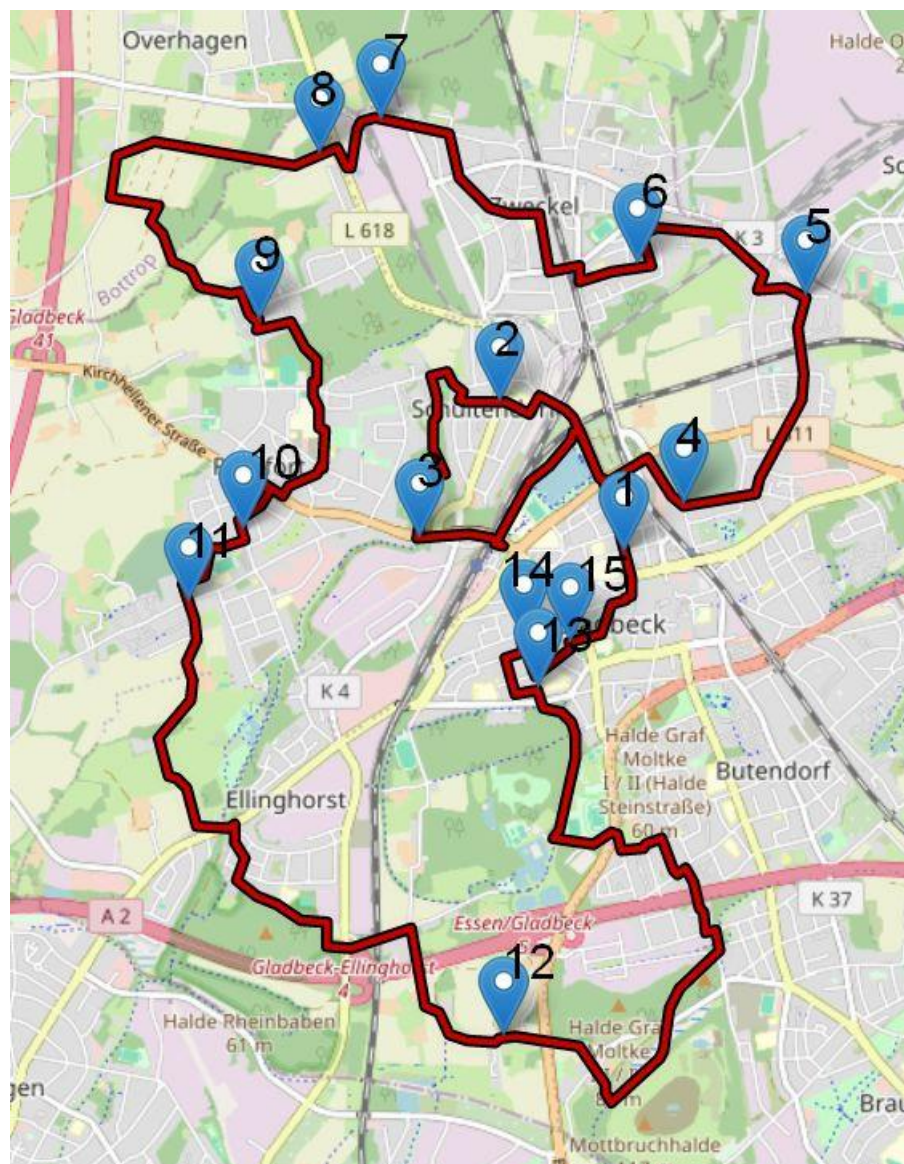 Overhagen
7
Halde O
8
Sc
Zweckel
6
L 618
K 3
5
9
Bottrop
Gladbeck
41
2
Kirchhellener Straße
Schultendorf
4
L 511
10
3
1
11
14
15
13
K 4
Halde Graf
Moltke
I / II (Halde
Steinstraße)
60 m
Butendorf
Ellinghorst
K 37
A 2
Essen/Gladbeck
Gladbeck-Ellinghorst
4
12
Halde Rheinbaben
61 m
Halde Graf
Moltke
gen
Brau
Mottbruchhalde